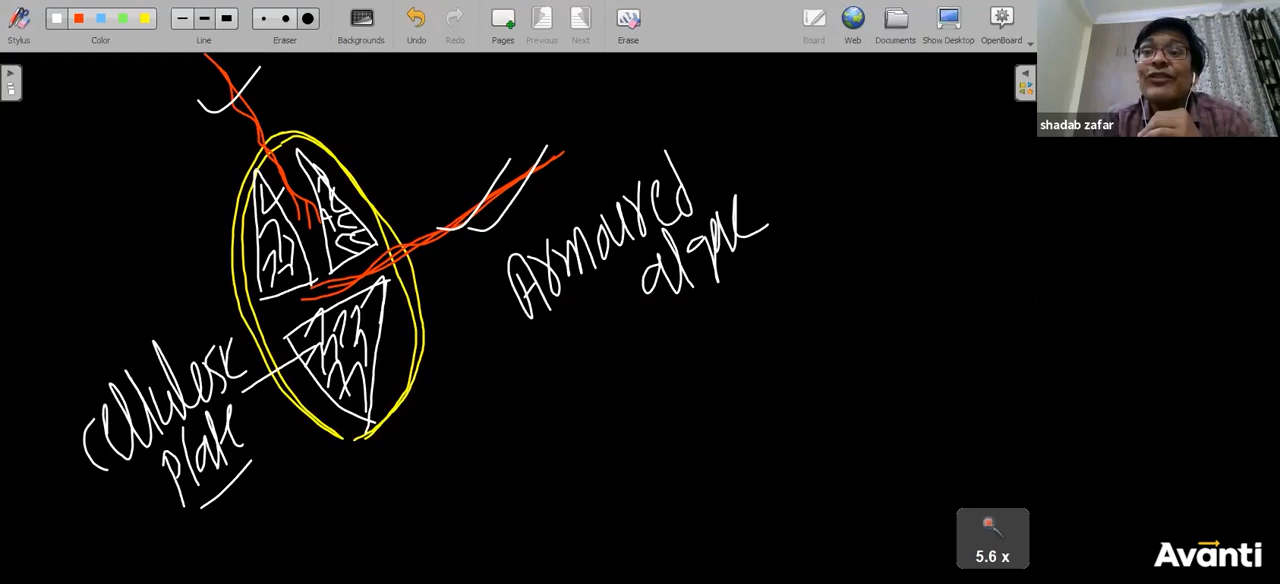 Stylus
Color
Line
Eraser
Backgrounds
Undo
Redo
Pages
Previous
Next
Erase
Board
Web
Documents
Show Desktop
OpenBoard
shadab zafar
Armoured
algae
Cellulose
Plate
5.6 x
Avanti